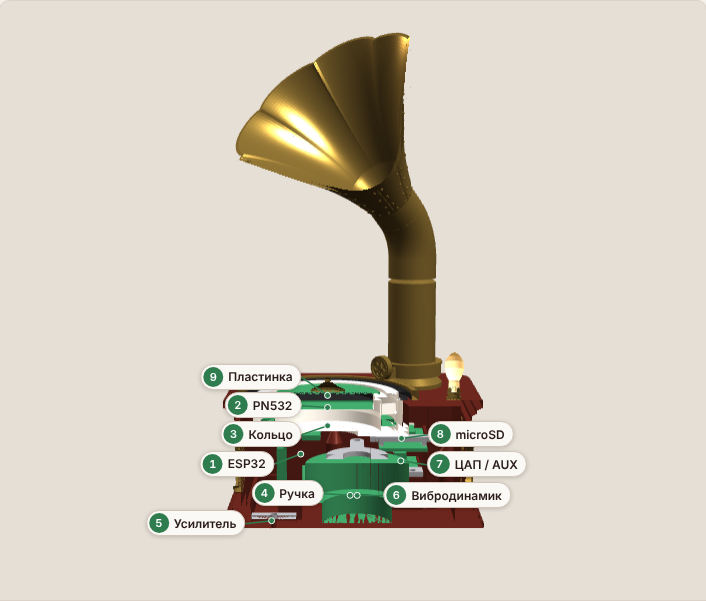 9 Пластинка
2 PN532
3 Кольцо
8 microSD
1 ESP32
7 ЦАП / AUX
4 Ручка
6 Вибродинамик
5 Усилитель